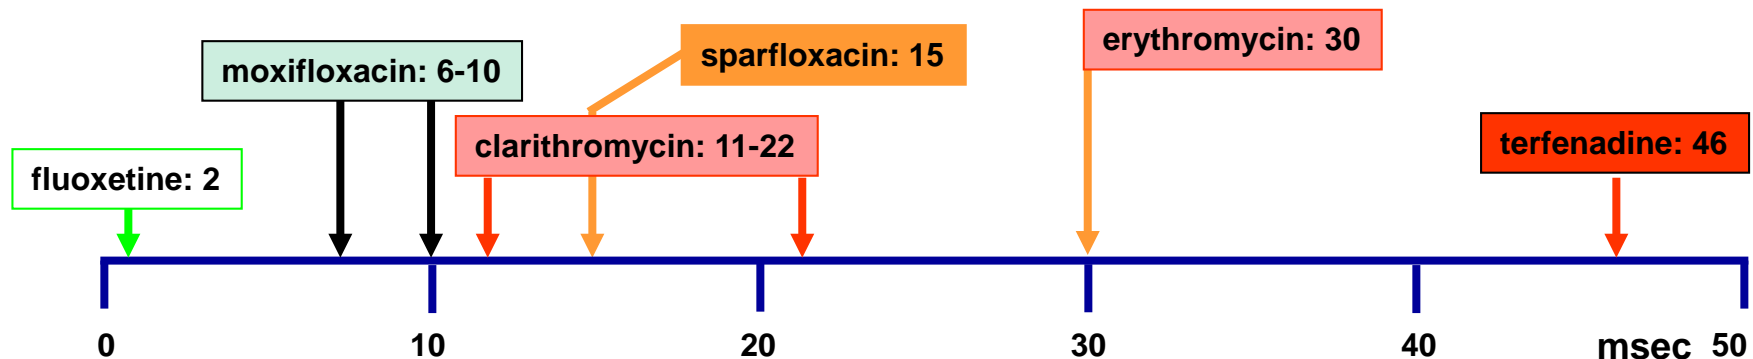 erythromycin: 30
sparfloxacin: 15
moxifloxacin: 6-10
terfenadine: 46
clarithromycin: 11-22
fluoxetine: 2
0 10 20 30 40 msec 50